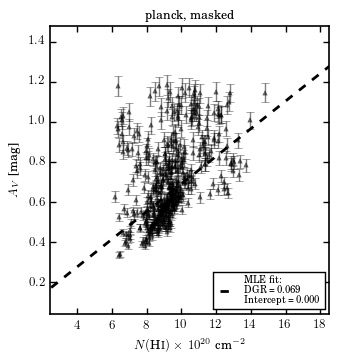 planck, masked
1.4
1.2
1.0
0.8
0.6
0.4
0.2
A_V [mag]
MLE fit:
DGR = 0.069
Intercept = 0.000
4 6 8 10 12 14 16 18
N(HI) × 10^20 cm^−2